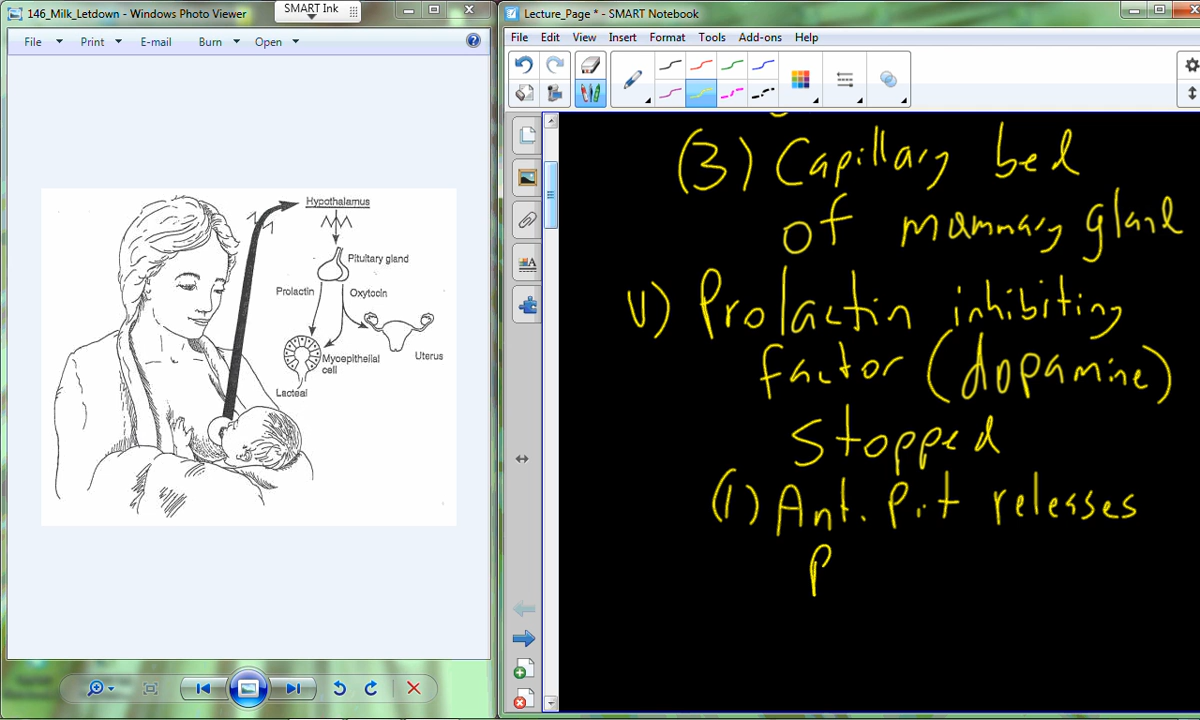 146_Milk_Letdown - Windows Photo Viewer
SMART Ink
File Print E-mail Burn Open
Hypothalamus
Pituitary gland
Prolactin Oxytocin
Myoepithelial
cell
Uterus
Lacteal
Lecture_Page * - SMART Notebook
File Edit View Insert Format Tools Add-ons Help
(3) Capillary bed
of mammary gland
V) Prolactin inhibiting
factor (dopamine)
stopped
(1) Ant. Pit releases
P